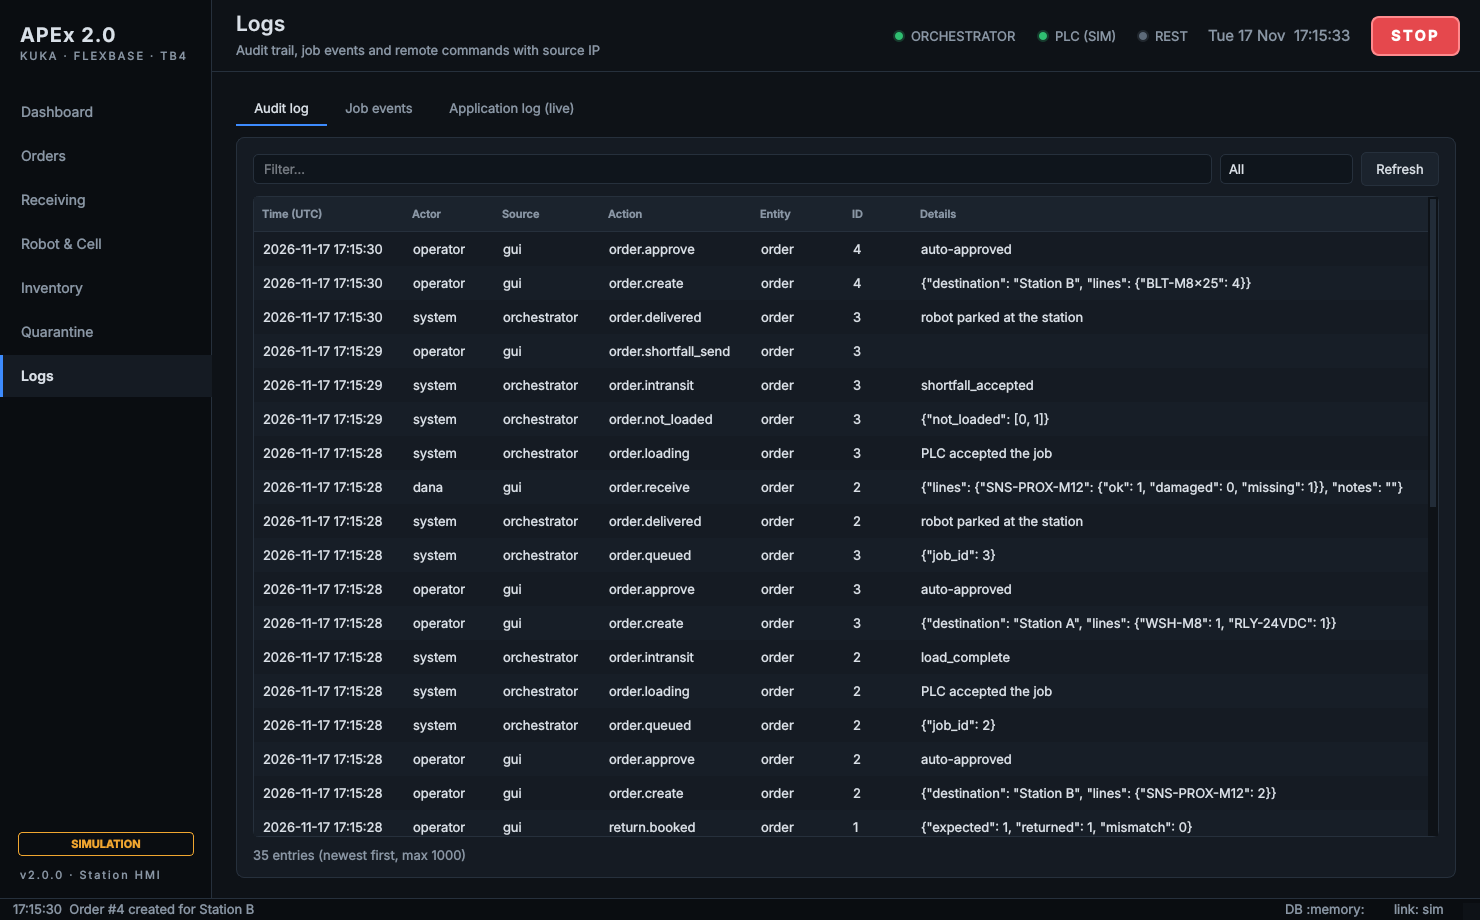 APEx 2.0
KUKA · FLEXBASE · TB4
Dashboard
Orders
Receiving
Robot & Cell
Inventory
Quarantine
Logs
SIMULATION
v2.0.0 · Station HMI
Logs
Audit trail, job events and remote commands with source IP
ORCHESTRATOR PLC (SIM) REST Tue 17 Nov 17:15:33 STOP
Audit log Job events Application log (live)
Filter... All Refresh
Time (UTC) Actor Source Action Entity ID Details
2026-11-17 17:15:30 operator gui order.approve order 4 auto-approved
2026-11-17 17:15:30 operator gui order.create order 4 {"destination": "Station B", "lines": {"BLT-M8×25": 4}}
2026-11-17 17:15:30 system orchestrator order.delivered order 3 robot parked at the station
2026-11-17 17:15:29 operator gui order.shortfall_send order 3
2026-11-17 17:15:29 system orchestrator order.intransit order 3 shortfall_accepted
2026-11-17 17:15:29 system orchestrator order.not_loaded order 3 {"not_loaded": [0, 1]}
2026-11-17 17:15:28 system orchestrator order.loading order 3 PLC accepted the job
2026-11-17 17:15:28 dana gui order.receive order 2 {"lines": {"SNS-PROX-M12": {"ok": 1, "damaged": 0, "missing": 1}}, "notes": ""}
2026-11-17 17:15:28 system orchestrator order.delivered order 2 robot parked at the station
2026-11-17 17:15:28 system orchestrator order.queued order 3 {"job_id": 3}
2026-11-17 17:15:28 operator gui order.approve order 3 auto-approved
2026-11-17 17:15:28 operator gui order.create order 3 {"destination": "Station A", "lines": {"WSH-M8": 1, "RLY-24VDC": 1}}
2026-11-17 17:15:28 system orchestrator order.intransit order 2 load_complete
2026-11-17 17:15:28 system orchestrator order.loading order 2 PLC accepted the job
2026-11-17 17:15:28 system orchestrator order.queued order 2 {"job_id": 2}
2026-11-17 17:15:28 operator gui order.approve order 2 auto-approved
2026-11-17 17:15:28 operator gui order.create order 2 {"destination": "Station B", "lines": {"SNS-PROX-M12": 2}}
2026-11-17 17:15:28 operator gui return.booked order 1 {"expected": 1, "returned": 1, "mismatch": 0}
35 entries (newest first, max 1000)
17:15:30 Order #4 created for Station B DB :memory: link: sim